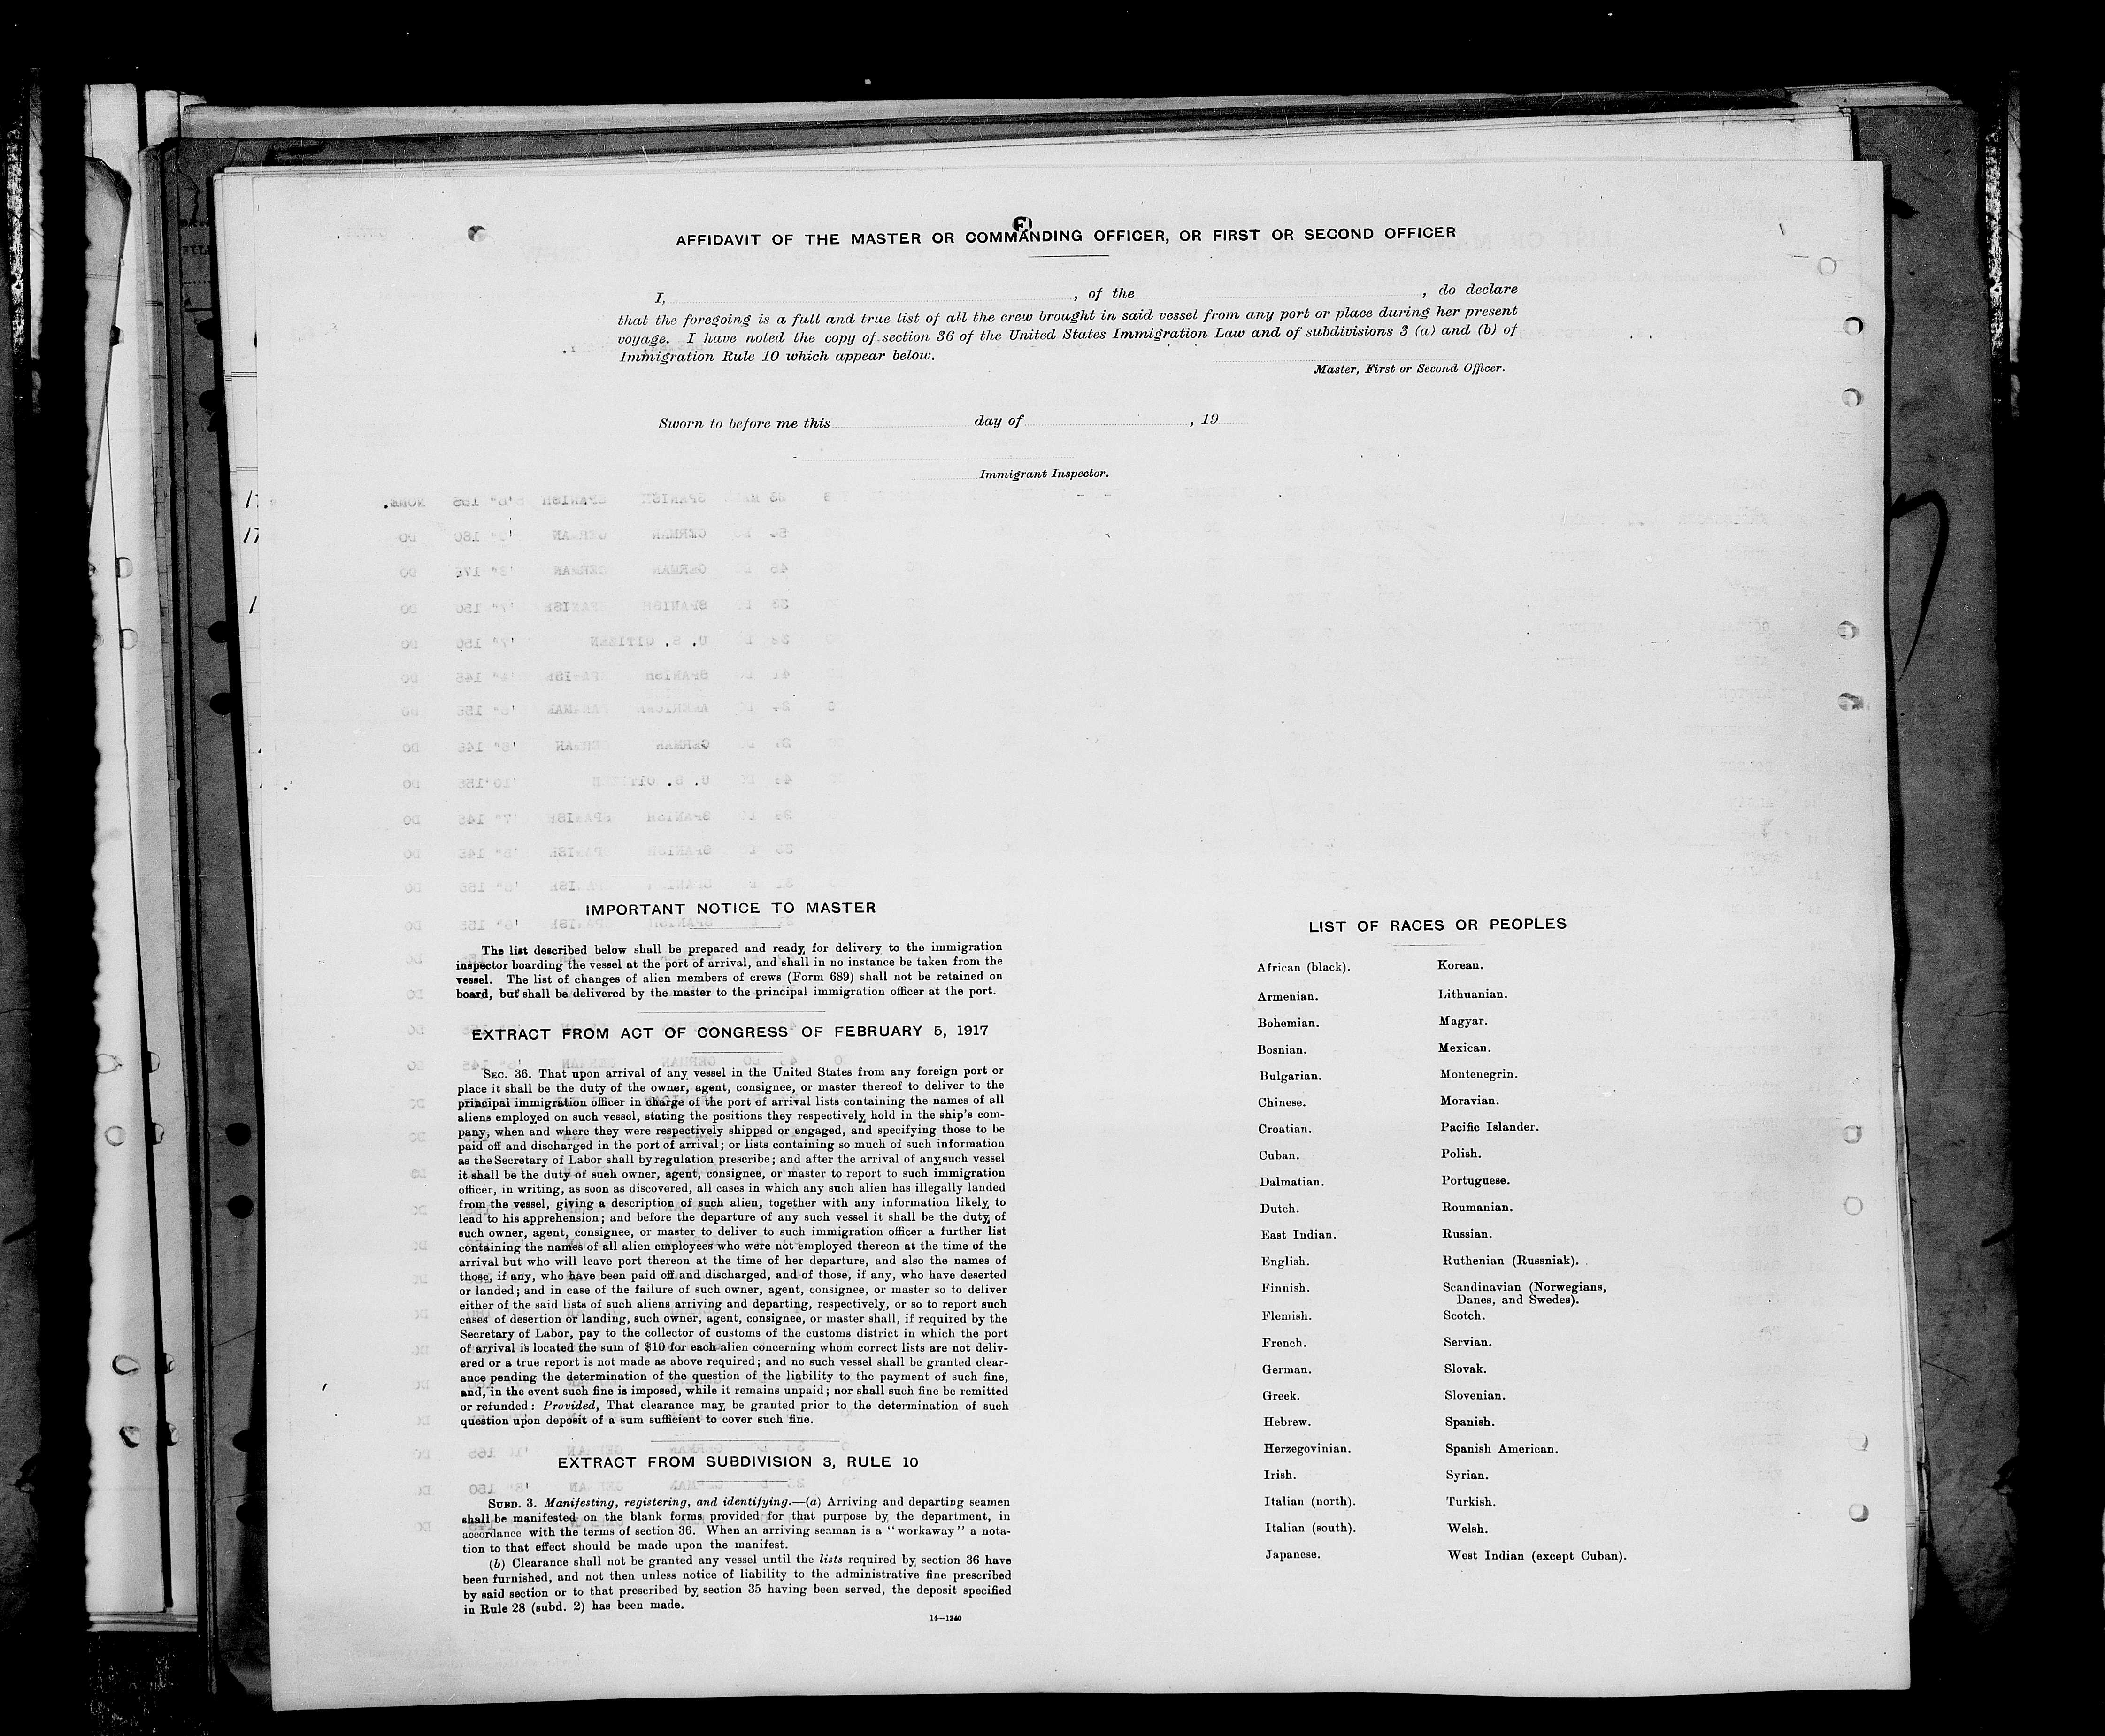 AFFIDAVIT OF THE MASTER OR COMMANDING OFFICER, OR FIRST OR SECOND OFFICER
I, , of the , do declare
that the foregoing is a full and true list of all the crew brought in said vessel from any port or place during her present
voyage. I have noted the copy of section 36 of the United States Immigration Law and of subdivisions 3 (a) and (b) of
Immigration Rule 10 which appear below.
Master, First or Second Officer.
Sworn to before me this day of , 19
Immigrant Inspector.
IMPORTANT NOTICE TO MASTER
The list described below shall be prepared and ready for delivery to the immigration
inspector boarding the vessel at the port of arrival, and shall in no instance be taken from the
vessel. The list of changes of alien members of crews (Form 689) shall not be retained on
board, but shall be delivered by the master to the principal immigration officer at the port.
EXTRACT FROM ACT OF CONGRESS OF FEBRUARY 5, 1917
SEC. 36. That upon arrival of any vessel in the United States from any foreign port or
place it shall be the duty of the owner, agent, consignee, or master thereof to deliver to the
principal immigration officer in charge of the port of arrival lists containing the names of all
aliens employed on such vessel, stating the positions they respectively hold in the ship's com-
pany, when and where they were respectively shipped or engaged, and specifying those to be
paid off and discharged in the port of arrival; or lists containing so much of such information
as the Secretary of Labor shall by regulation prescribe; and after the arrival of any such vessel
it shall be the duty of such owner, agent, consignee, or master to report to such immigration
officer, in writing, as soon as discovered, all cases in which any such alien has illegally landed
from the vessel, giving a description of such alien, together with any information likely to
lead to his apprehension; and before the departure of any such vessel it shall be the duty of
such owner, agent, consignee, or master to deliver to such immigration officer a further list
containing the names of all alien employees who were not employed thereon at the time of the
arrival but who will leave port thereon at the time of her departure, and also the names of
those, if any, who have been paid off and discharged, and of those, if any, who have deserted
or landed; and in case of the failure of such owner, agent, consignee, or master so to deliver
either of the said lists of such aliens arriving and departing, respectively, or so to report such
cases of desertion or landing, such owner, agent, consignee, or master shall, if required by the
Secretary of Labor, pay to the collector of customs of the customs district in which the port
of arrival is located the sum of $10 for each alien concerning whom correct lists are not deliv-
ered or a true report is not made as above required; and no such vessel shall be granted clear-
ance pending the determination of the question of the liability to the payment of such fine,
and, in the event such fine is imposed, while it remains unpaid; nor shall such fine be remitted
or refunded: Provided, That clearance may be granted prior to the determination of such
question upon deposit of a sum sufficient to cover such fine.
EXTRACT FROM SUBDIVISION 3, RULE 10
SUBD. 3. Manifesting, registering, and identifying.—(a) Arriving and departing seamen
shall be manifested on the blank forms provided for that purpose by the department, in
accordance with the terms of section 36. When an arriving seaman is a "workaway" a nota-
tion to that effect should be made upon the manifest.
(b) Clearance shall not be granted any vessel until the lists required by section 36 have
been furnished, and not then unless notice of liability to the administrative fine prescribed
by said section or to that prescribed by section 35 having been served, the deposit specified
in Rule 28 (subd. 2) has been made.
14—1240
LIST OF RACES OR PEOPLES
African (black).
Armenian.
Bohemian.
Bosnian.
Bulgarian.
Chinese.
Croatian.
Cuban.
Dalmatian.
Dutch.
East Indian.
English.
Finnish.
Flemish.
French.
German.
Greek.
Hebrew.
Herzegovinian.
Irish.
Italian (north).
Italian (south).
Japanese.
Korean.
Lithuanian.
Magyar.
Mexican.
Montenegrin.
Moravian.
Pacific Islander.
Polish.
Portuguese.
Roumanian.
Russian.
Ruthenian (Russniak).
Scandinavian (Norwegians,
Danes, and Swedes).
Scotch.
Servian.
Slovak.
Slovenian.
Spanish.
Spanish American.
Syrian.
Turkish.
Welsh.
West Indian (except Cuban).